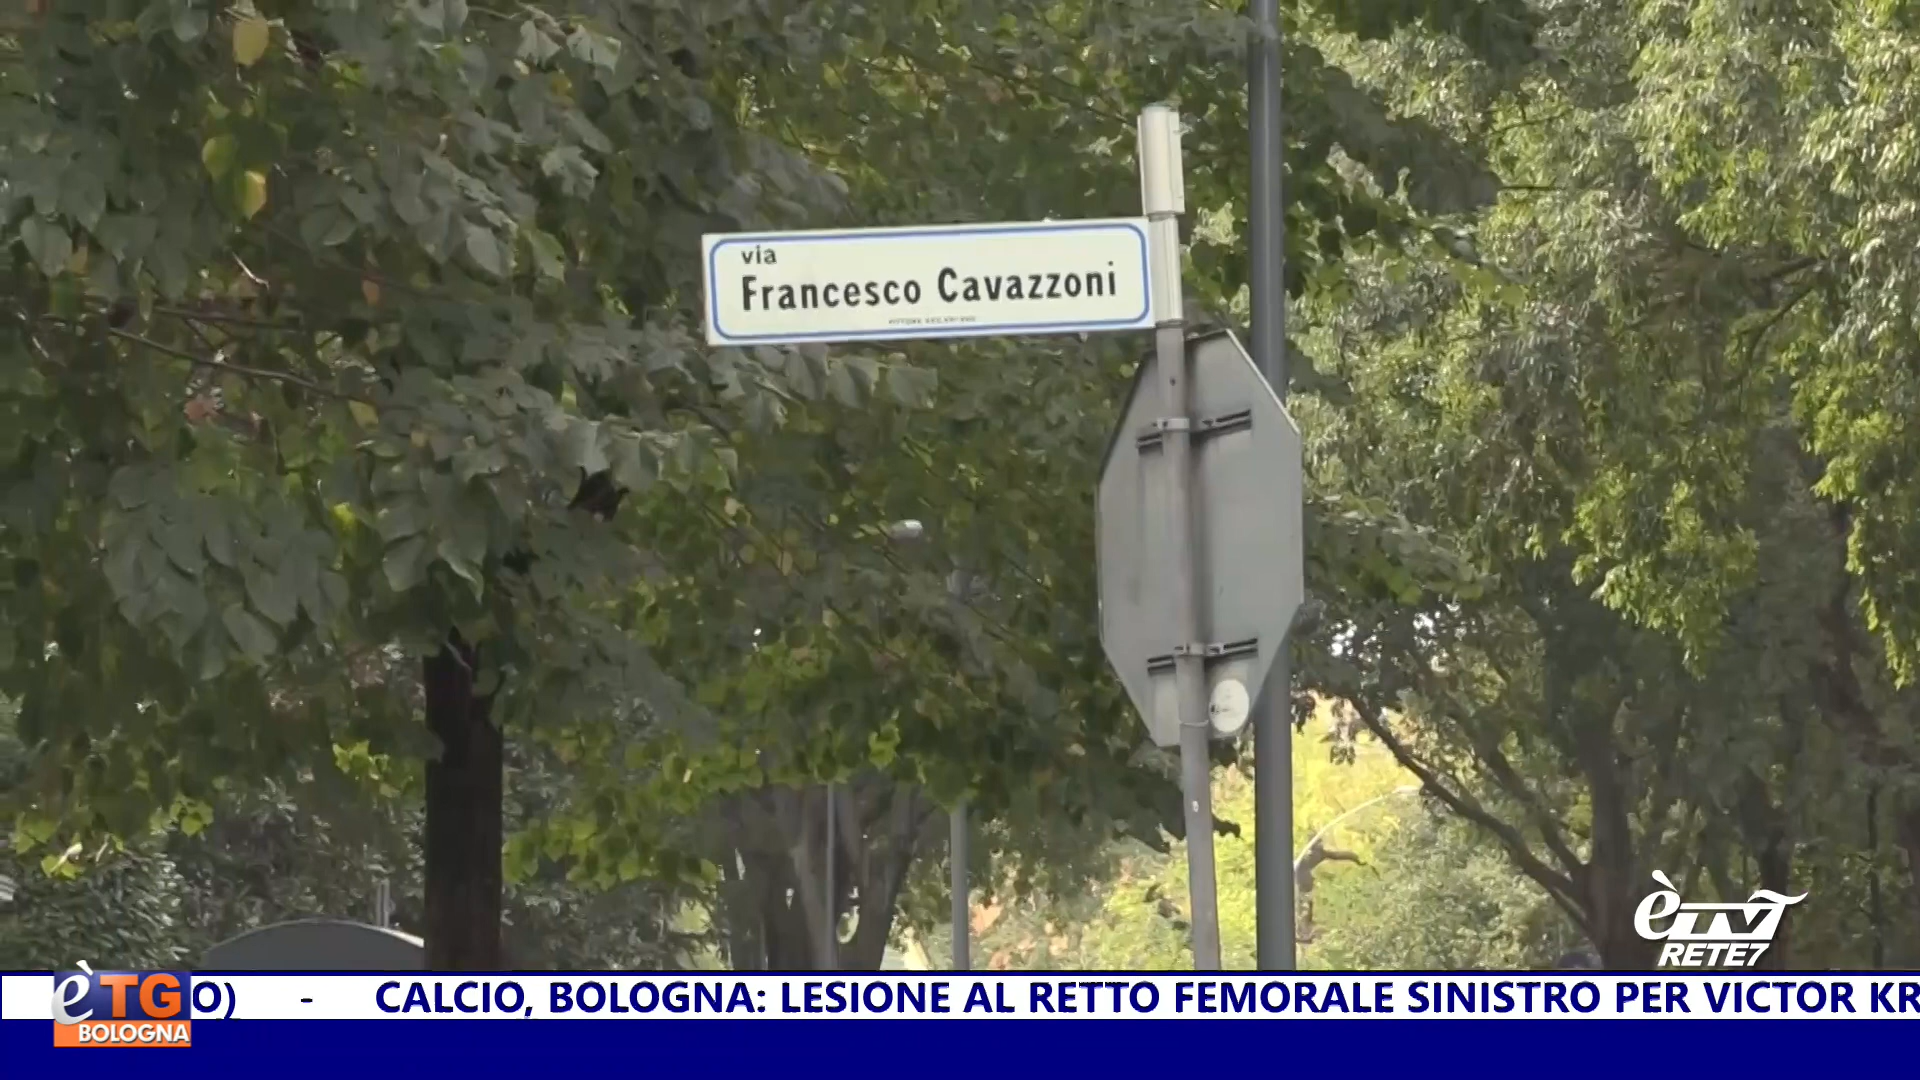 via
Francesco Cavazzoni
èTV
RETE7
O) - CALCIO, BOLOGNA: LESIONE AL RETTO FEMORALE SINISTRO PER VICTOR KR
èTG
BOLOGNA